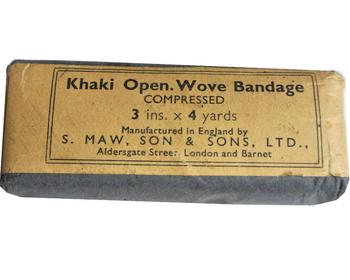 Khaki Open.Wove Bandage
COMPRESSED
3 ins. x 4 yards
Manufactured in England by
S. MAW, SON & SONS, LTD.,
Aldersgate Street London and Barnet